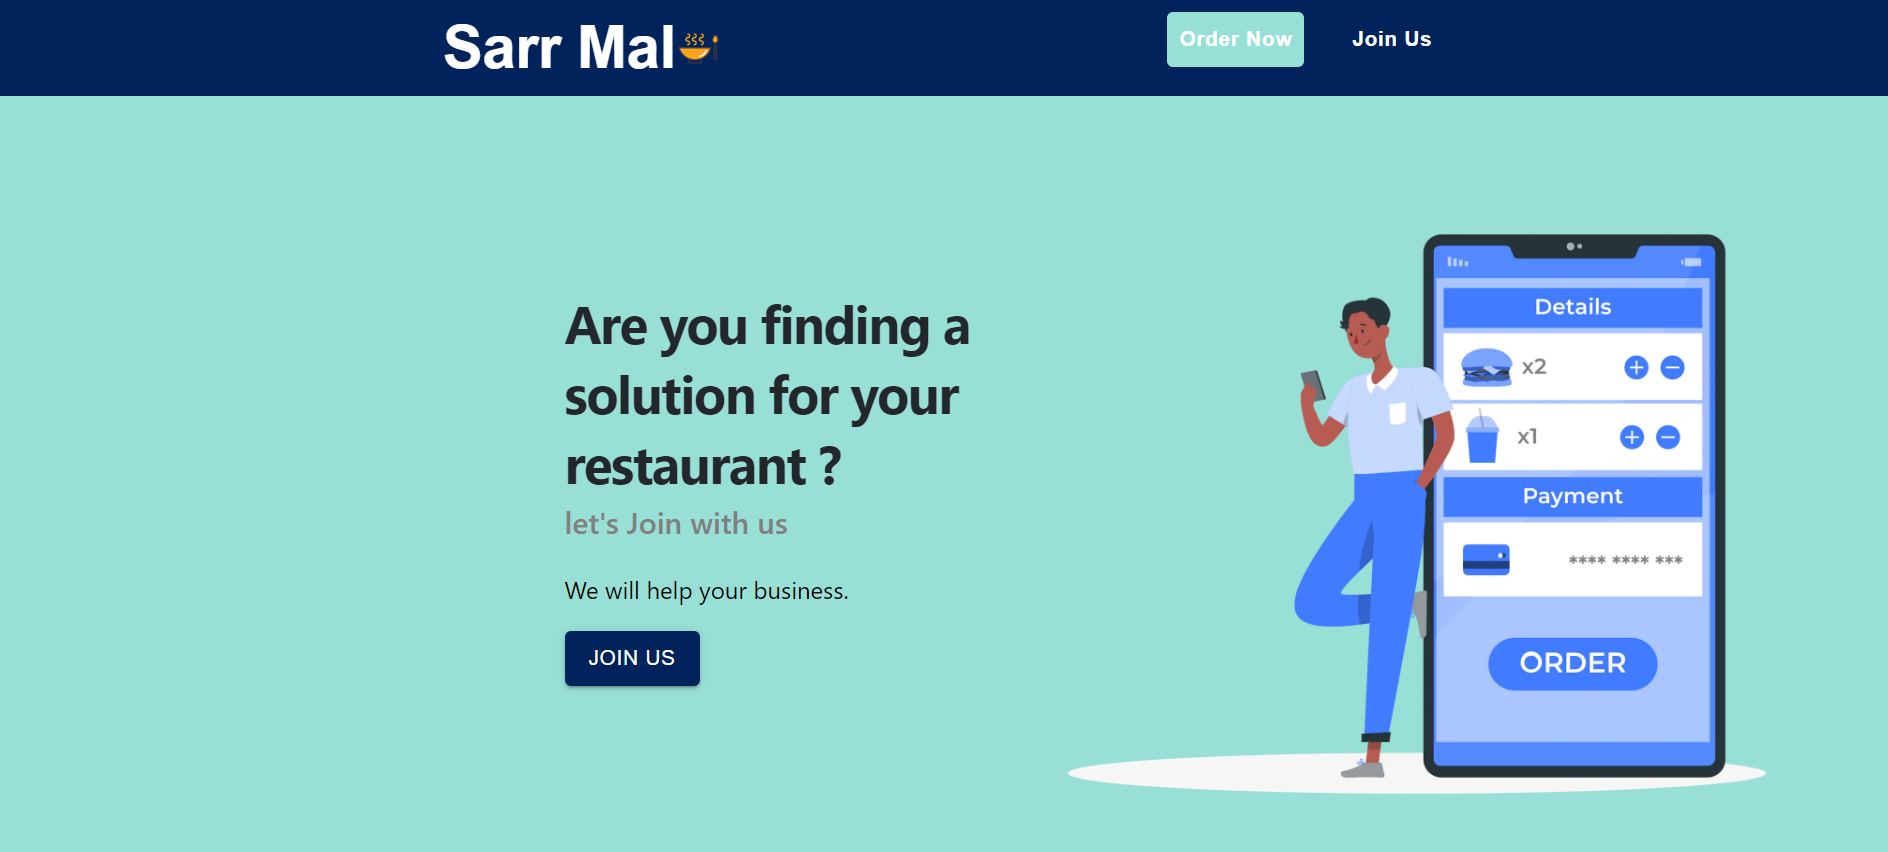 Sarr Mal
Order Now
Join Us
Are you finding a
solution for your
restaurant ?
let's Join with us
We will help your business.
JOIN US
Details
x2
x1
Payment
**** **** ***
ORDER